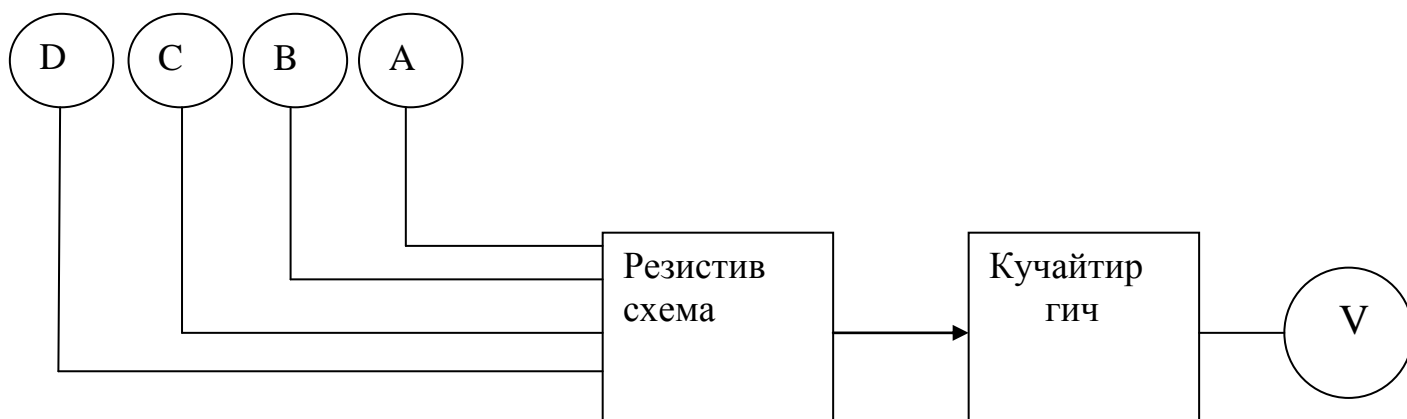 D C B A
Резистив
схема
Кучайтир
гич
V